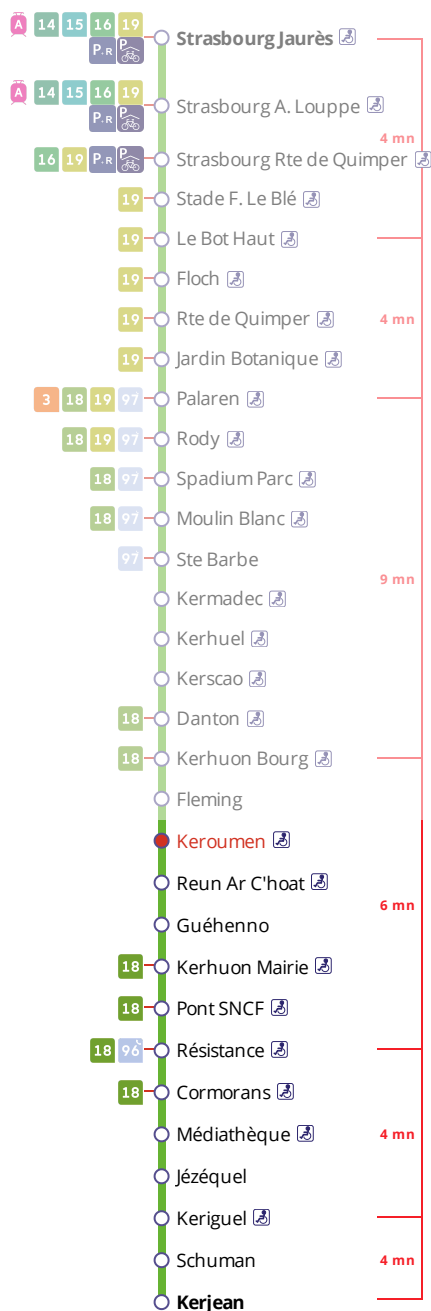 A 14 15 16 19
P+R P Strasbourg Jaurès
A 14 15 16 19
P+R P Strasbourg A. Louppe
4 mn
16 19 P+R P Strasbourg Rte de Quimper
19 Stade F. Le Blé
19 Le Bot Haut
19 Floch
19 Rte de Quimper 4 mn
19 Jardin Botanique
3 18 19 97 Palaren
18 19 97 Rody
18 97 Spadium Parc
18 97 Moulin Blanc
97 Ste Barbe
9 mn
Kermadec
Kerhuel
Kerscao
18 Danton
18 Kerhuon Bourg
Fleming
Keroumen
Reun Ar C'hoat
6 mn
Guéhenno
18 Kerhuon Mairie
18 Pont SNCF
18 96 Résistance
18 Cormorans
Médiathèque 4 mn
Jézéquel
Keriguel
Schuman 4 mn
Kerjean